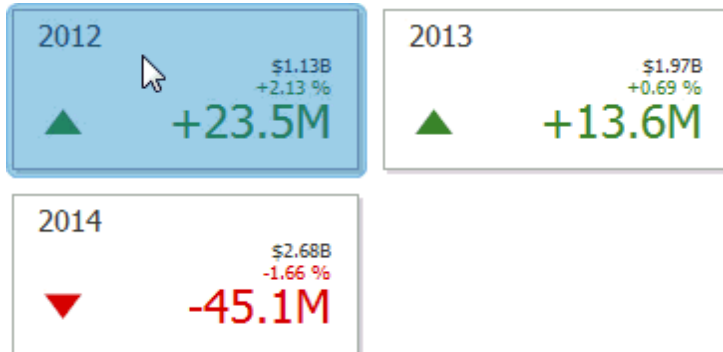 2012
$1.13B
+2.13 %
+23.5M
2013
$1.97B
+0.69 %
+13.6M
2014
$2.68B
-1.66 %
-45.1M